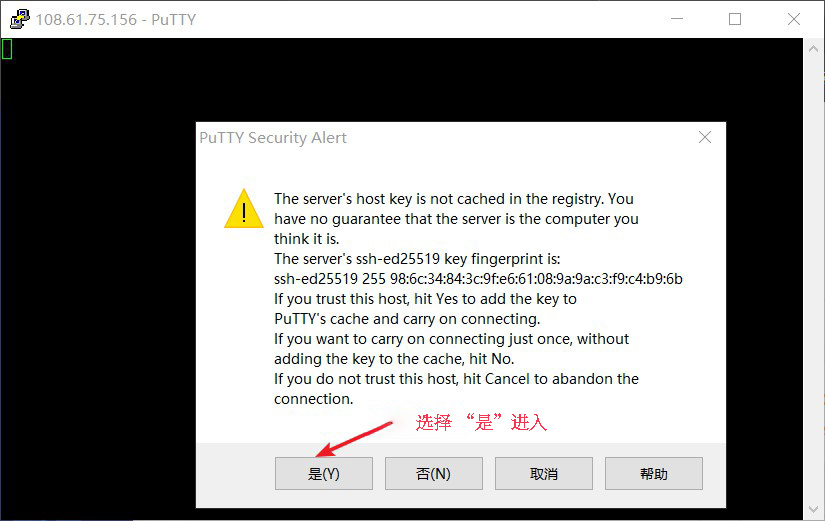 108.61.75.156 - PuTTY
PuTTY Security Alert
The server's host key is not cached in the registry. You
have no guarantee that the server is the computer you
think it is.
The server's ssh-ed25519 key fingerprint is:
ssh-ed25519 255 98:6c:34:84:3c:9f:e6:61:08:9a:9a:c3:f9:c4:b9:6b
If you trust this host, hit Yes to add the key to
PuTTY's cache and carry on connecting.
If you want to carry on connecting just once, without
adding the key to the cache, hit No.
If you do not trust this host, hit Cancel to abandon the
connection.
选择 “是”进入
是(Y) 否(N) 取消 帮助